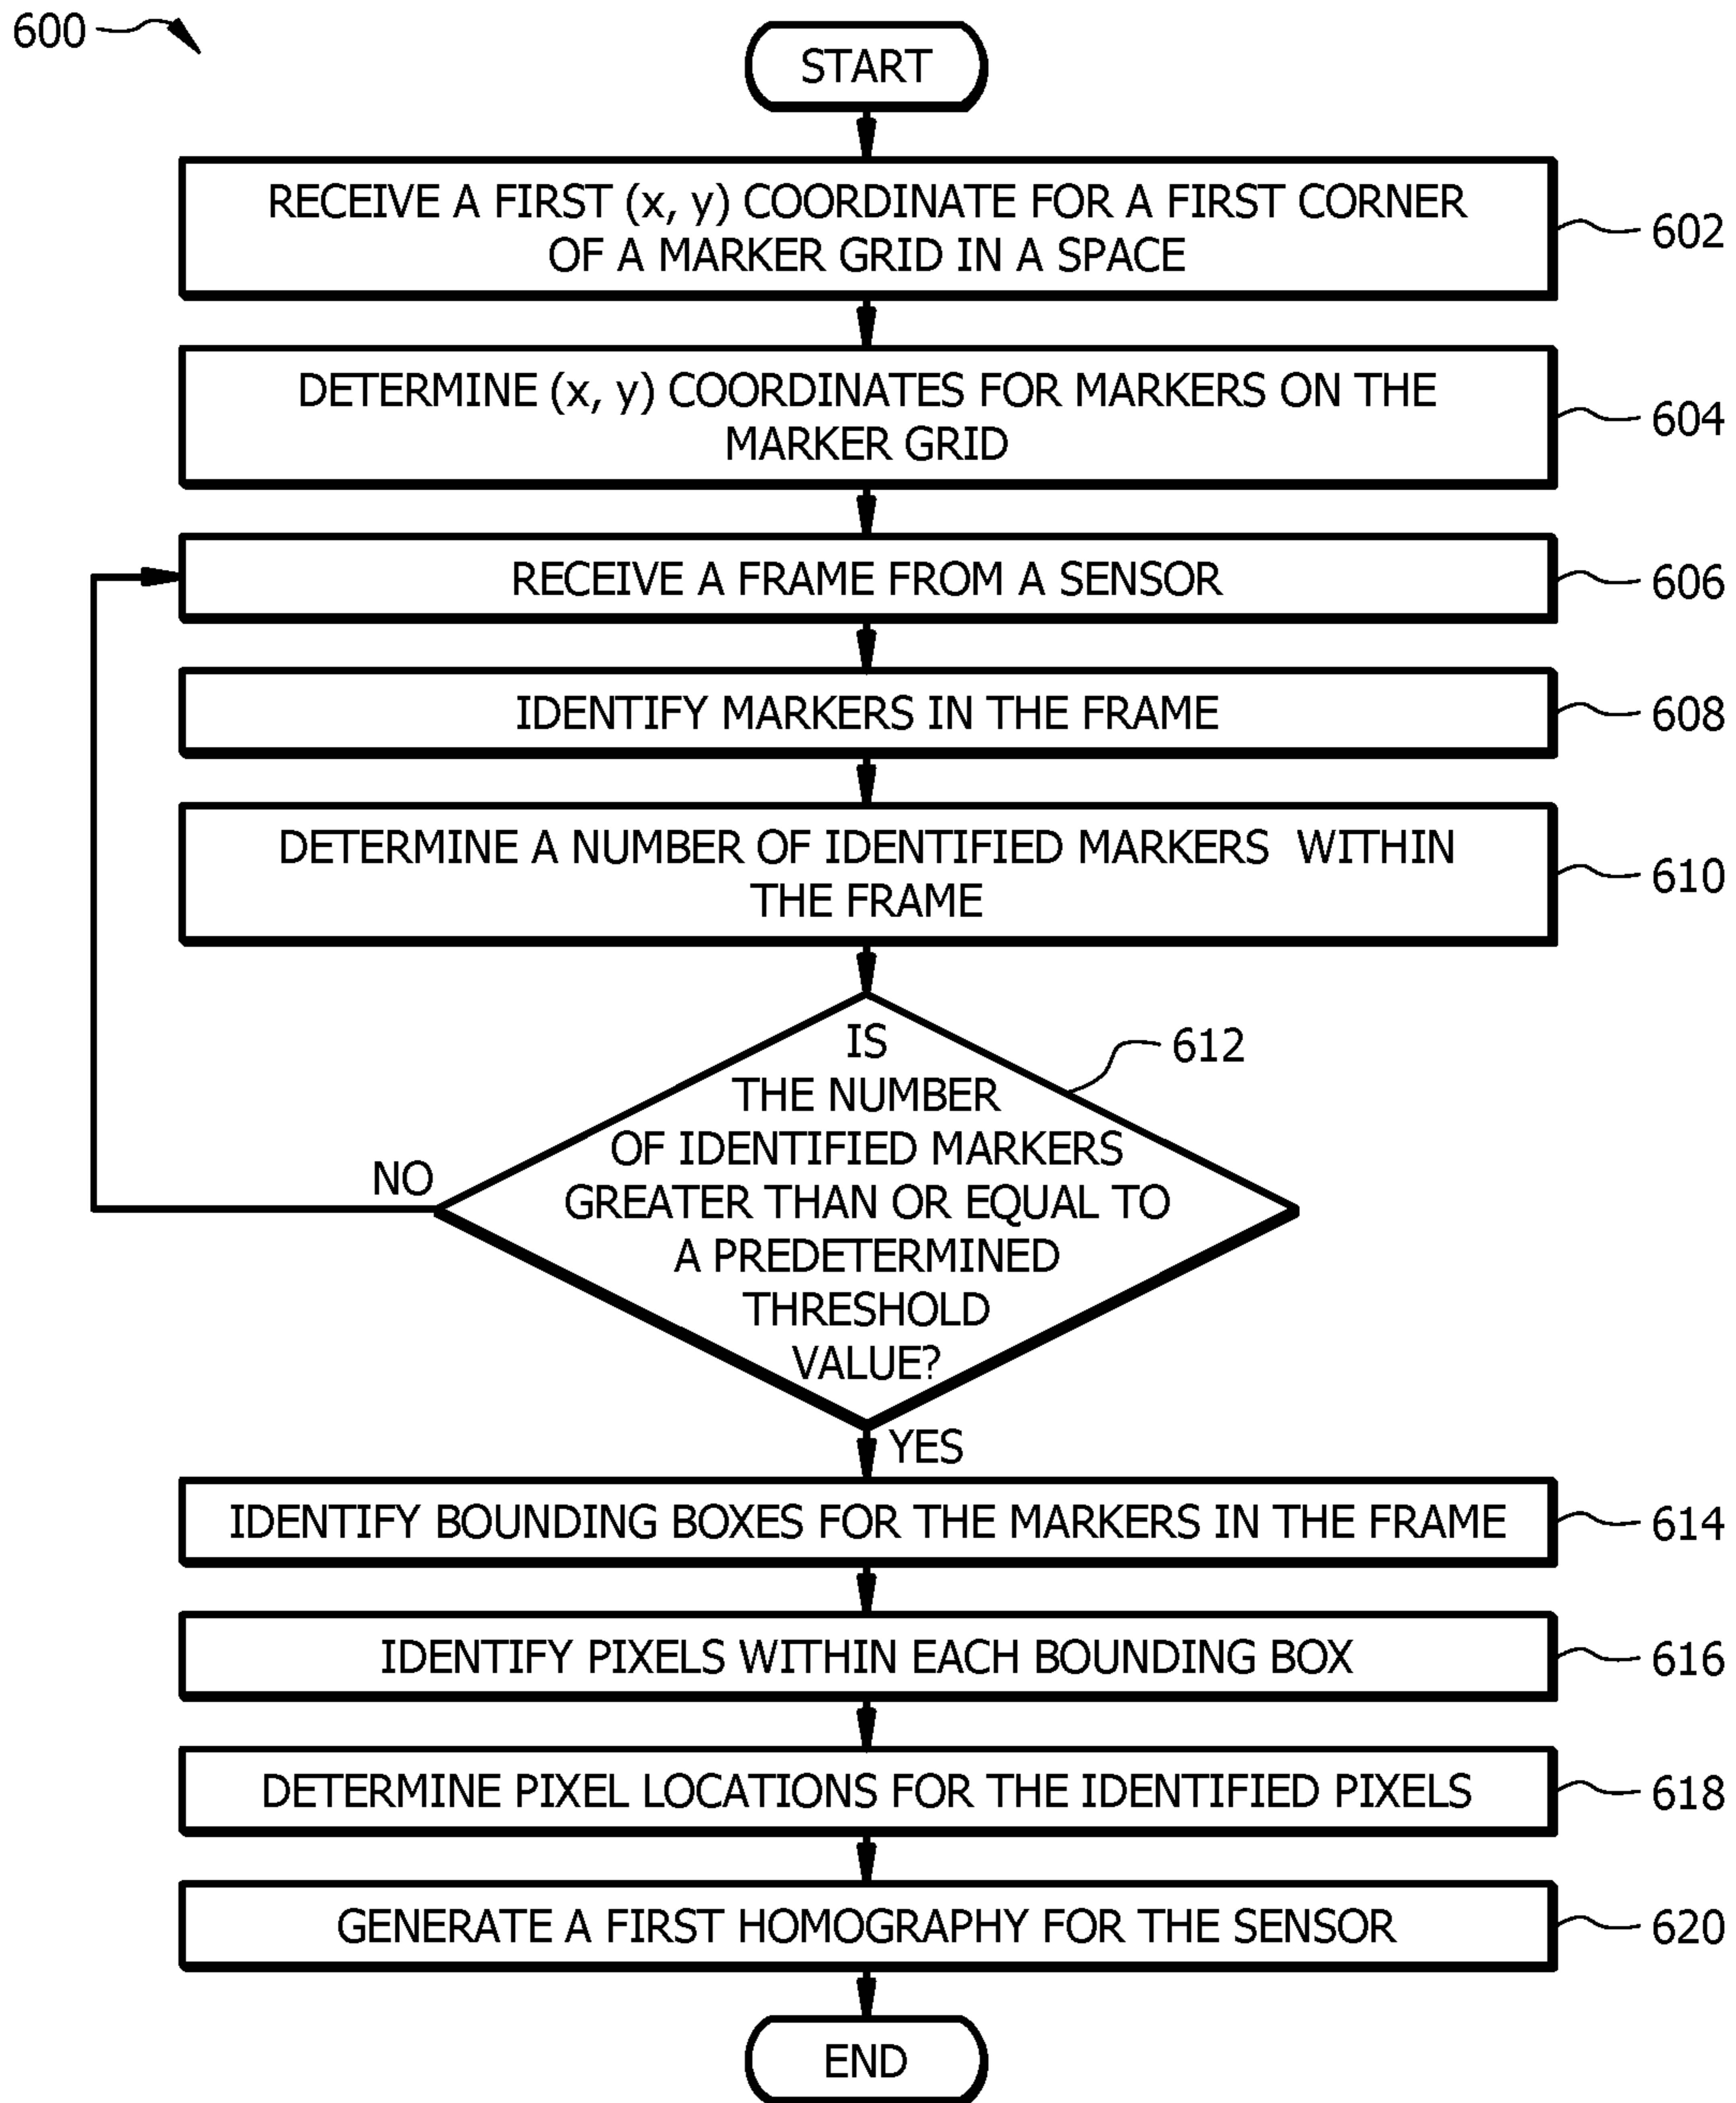 600
START
RECEIVE A FIRST (x, y) COORDINATE FOR A FIRST CORNER
OF A MARKER GRID IN A SPACE
602
DETERMINE (x, y) COORDINATES FOR MARKERS ON THE
MARKER GRID
604
RECEIVE A FRAME FROM A SENSOR
606
IDENTIFY MARKERS IN THE FRAME
608
DETERMINE A NUMBER OF IDENTIFIED MARKERS WITHIN
THE FRAME
610
IS
THE NUMBER
OF IDENTIFIED MARKERS
GREATER THAN OR EQUAL TO
A PREDETERMINED
THRESHOLD
VALUE?
612
NO
YES
IDENTIFY BOUNDING BOXES FOR THE MARKERS IN THE FRAME
614
IDENTIFY PIXELS WITHIN EACH BOUNDING BOX
616
DETERMINE PIXEL LOCATIONS FOR THE IDENTIFIED PIXELS
618
GENERATE A FIRST HOMOGRAPHY FOR THE SENSOR
620
END